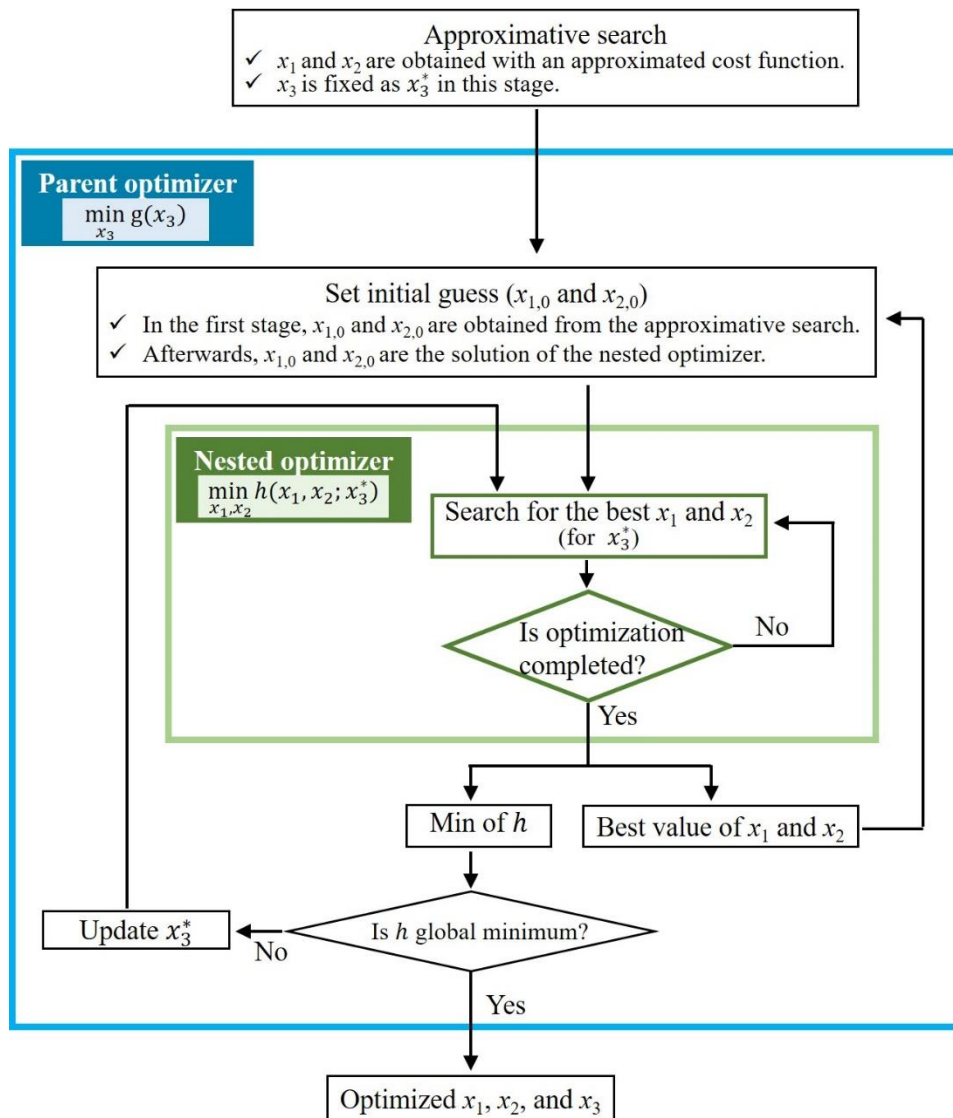 Approximative search
✓ x₁ and x₂ are obtained with an approximated cost function.
✓ x₃ is fixed as x₃* in this stage.
Parent optimizer
min g(x₃)
x₃
Set initial guess (x₁,₀ and x₂,₀)
✓ In the first stage, x₁,₀ and x₂,₀ are obtained from the approximative search.
✓ Afterwards, x₁,₀ and x₂,₀ are the solution of the nested optimizer.
Nested optimizer
min h(x₁, x₂; x₃*)
x₁,x₂
Search for the best x₁ and x₂
(for x₃*)
Is optimization
completed?
No
Yes
Min of h
Best value of x₁ and x₂
Update x₃*
No
Is h global minimum?
Yes
Optimized x₁, x₂, and x₃